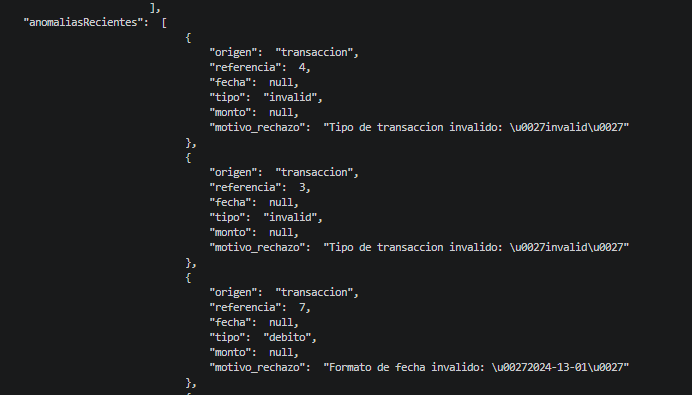 ],
"anomaliasRecientes": [
{
"origen": "transaccion",
"referencia": 4,
"fecha": null,
"tipo": "invalid",
"monto": null,
"motivo_rechazo": "Tipo de transaccion invalido: \u0027invalid\u0027"
},
{
"origen": "transaccion",
"referencia": 3,
"fecha": null,
"tipo": "invalid",
"monto": null,
"motivo_rechazo": "Tipo de transaccion invalido: \u0027invalid\u0027"
},
{
"origen": "transaccion",
"referencia": 7,
"fecha": null,
"tipo": "debito",
"monto": null,
"motivo_rechazo": "Formato de fecha invalido: \u00272024-13-01\u0027"
},
{